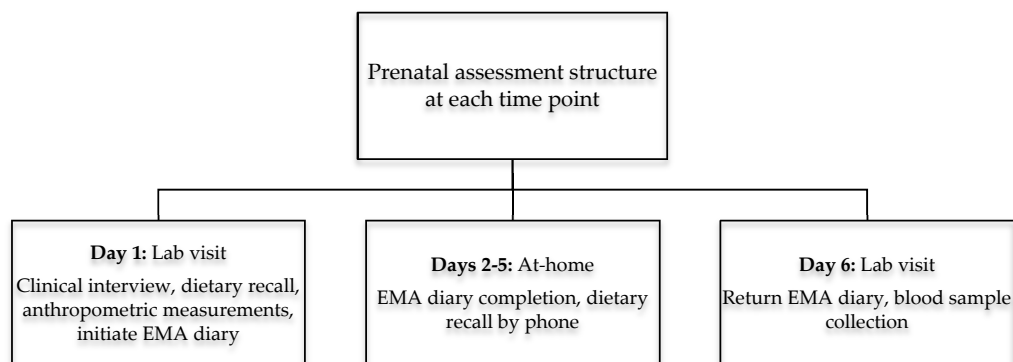 Prenatal assessment structure
at each time point
Day 1: Lab visit
Clinical interview, dietary recall,
anthropometric measurements,
initiate EMA diary
Days 2-5: At-home
EMA diary completion, dietary
recall by phone
Day 6: Lab visit
Return EMA diary, blood sample
collection